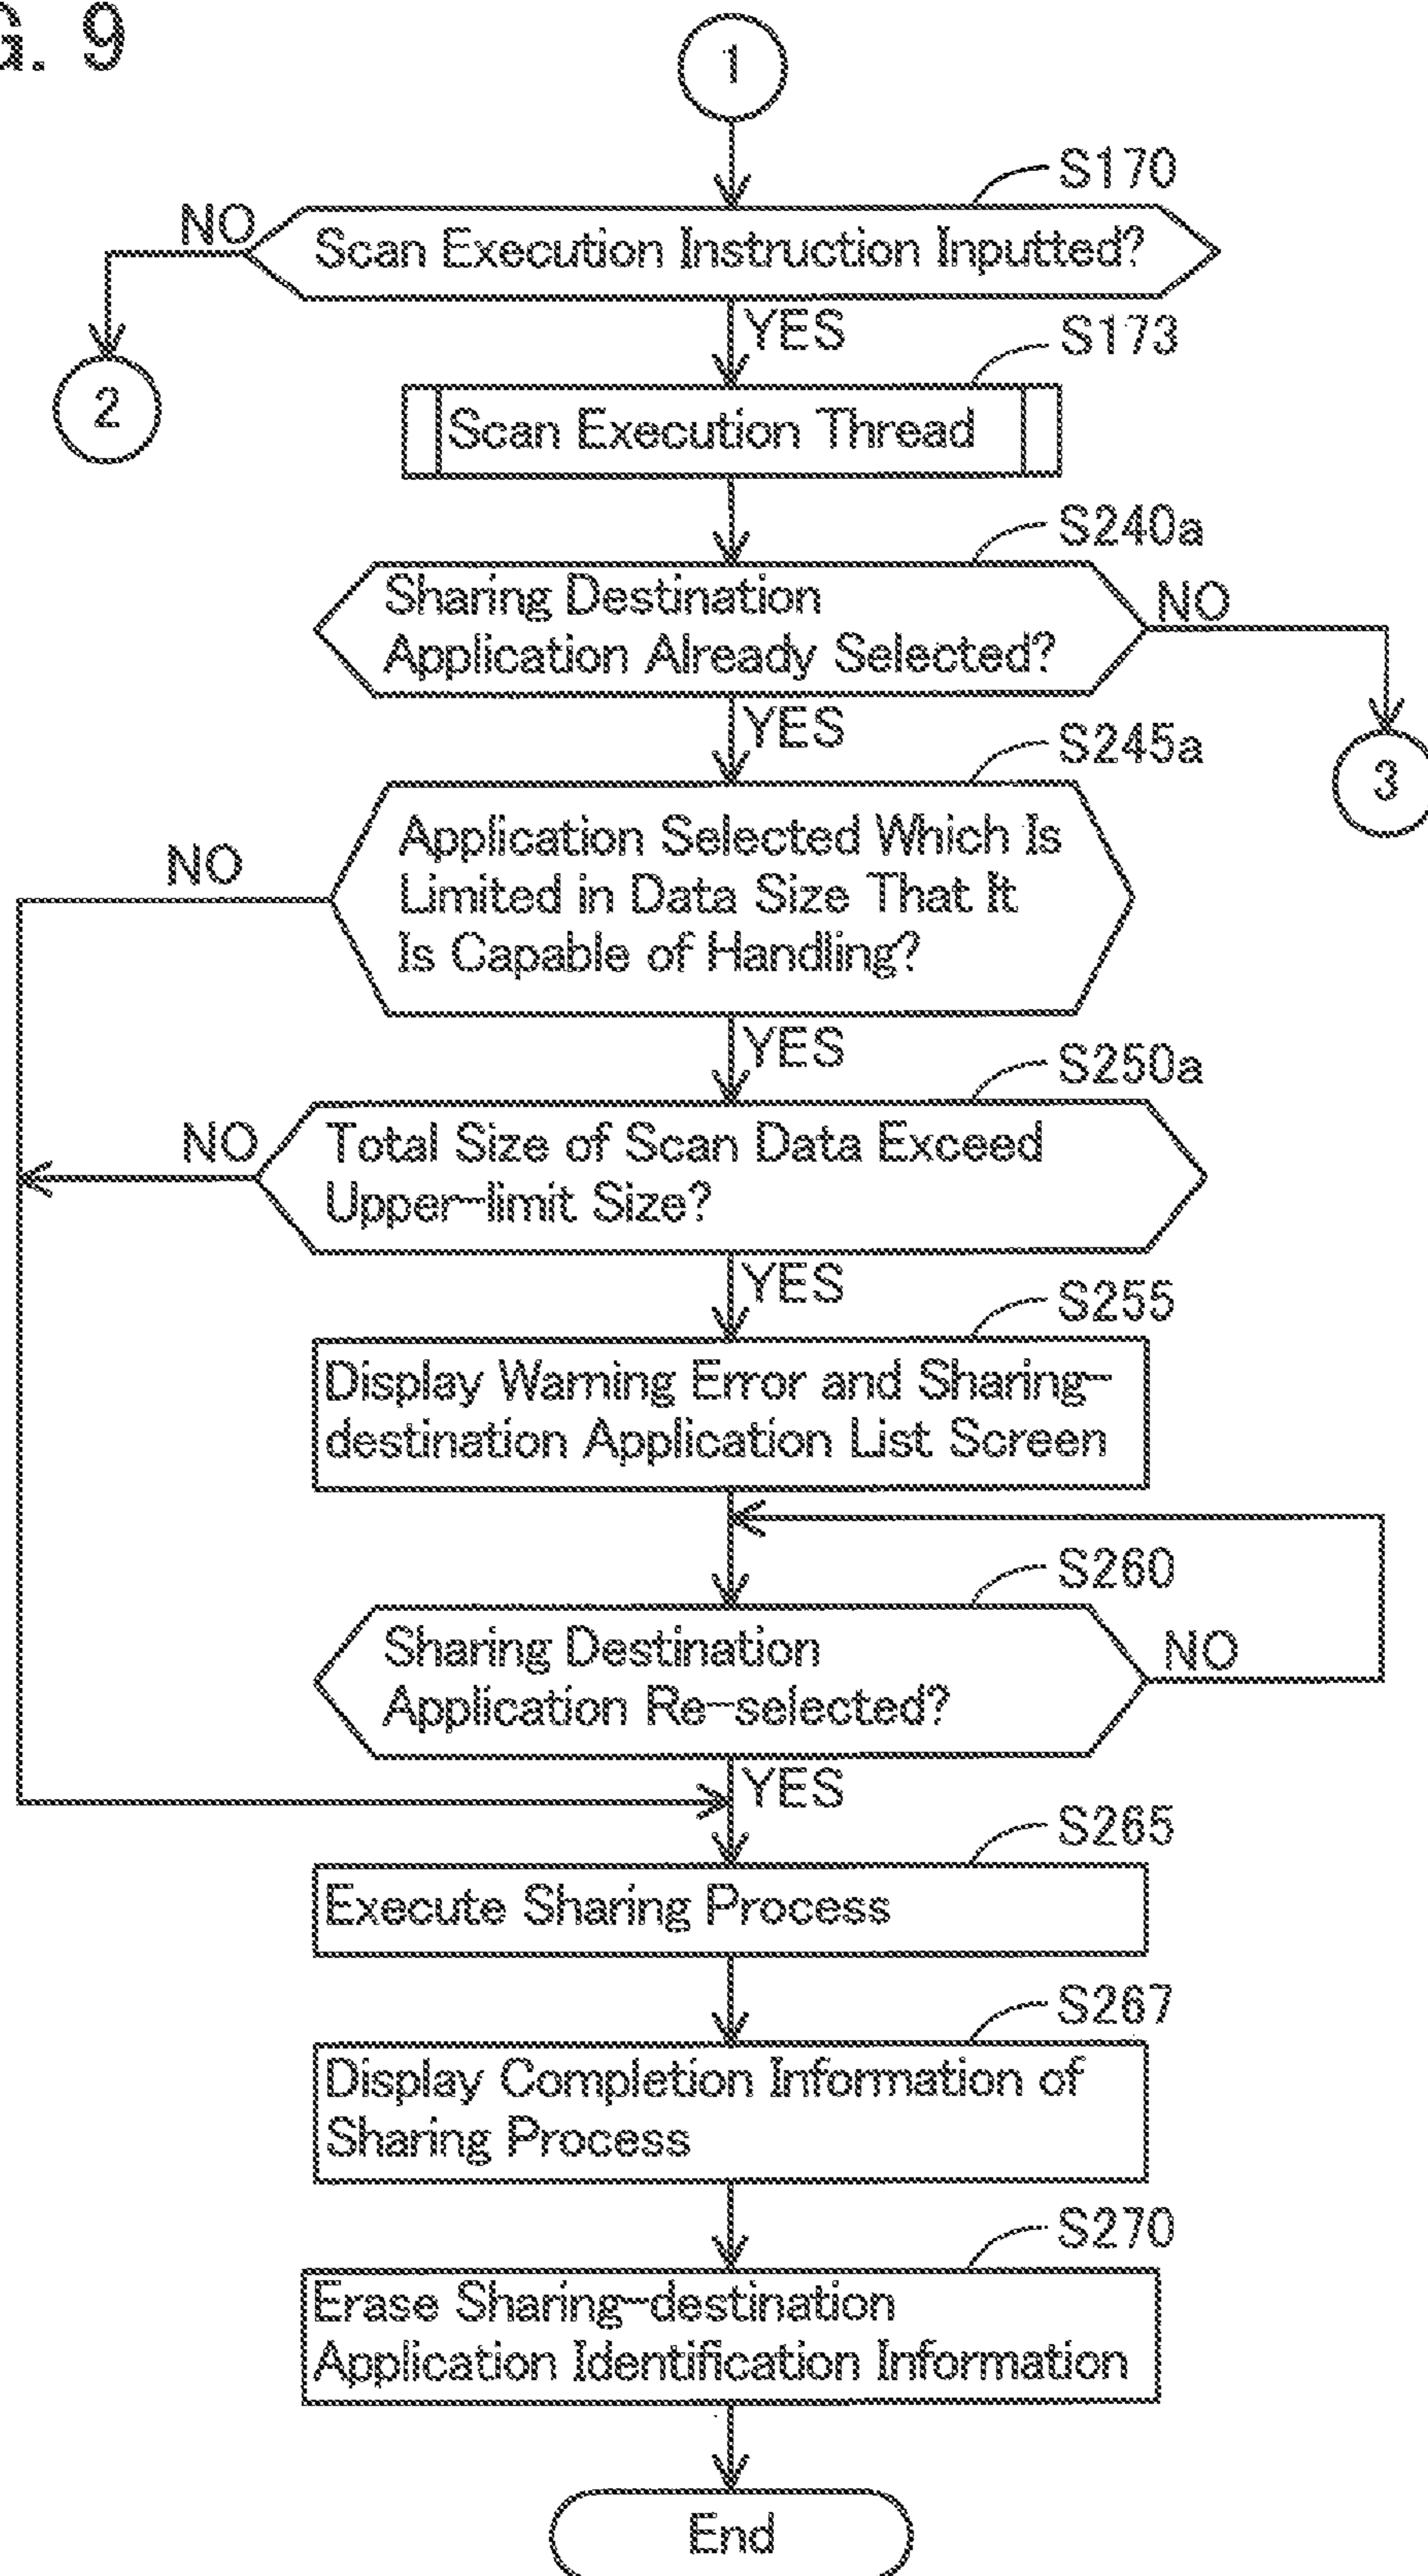 G. 9
1
S170
NO
Scan Execution Instruction Inputted?
YES
S173
2
Scan Execution Thread
S240a
Sharing Destination
Application Already Selected?
NO
YES
S245a
3
Application Selected Which Is
Limited in Data Size That It
Is Capable of Handling?
NO
YES
S250a
NO
Total Size of Scan Data Exceed
Upper-limit Size?
YES
S255
Display Warning Error and Sharing-
destination Application List Screen
S260
Sharing Destination
Application Re-selected?
NO
YES
S265
Execute Sharing Process
S267
Display Completion Information of
Sharing Process
S270
Erase Sharing-destination
Application Identification Information
End